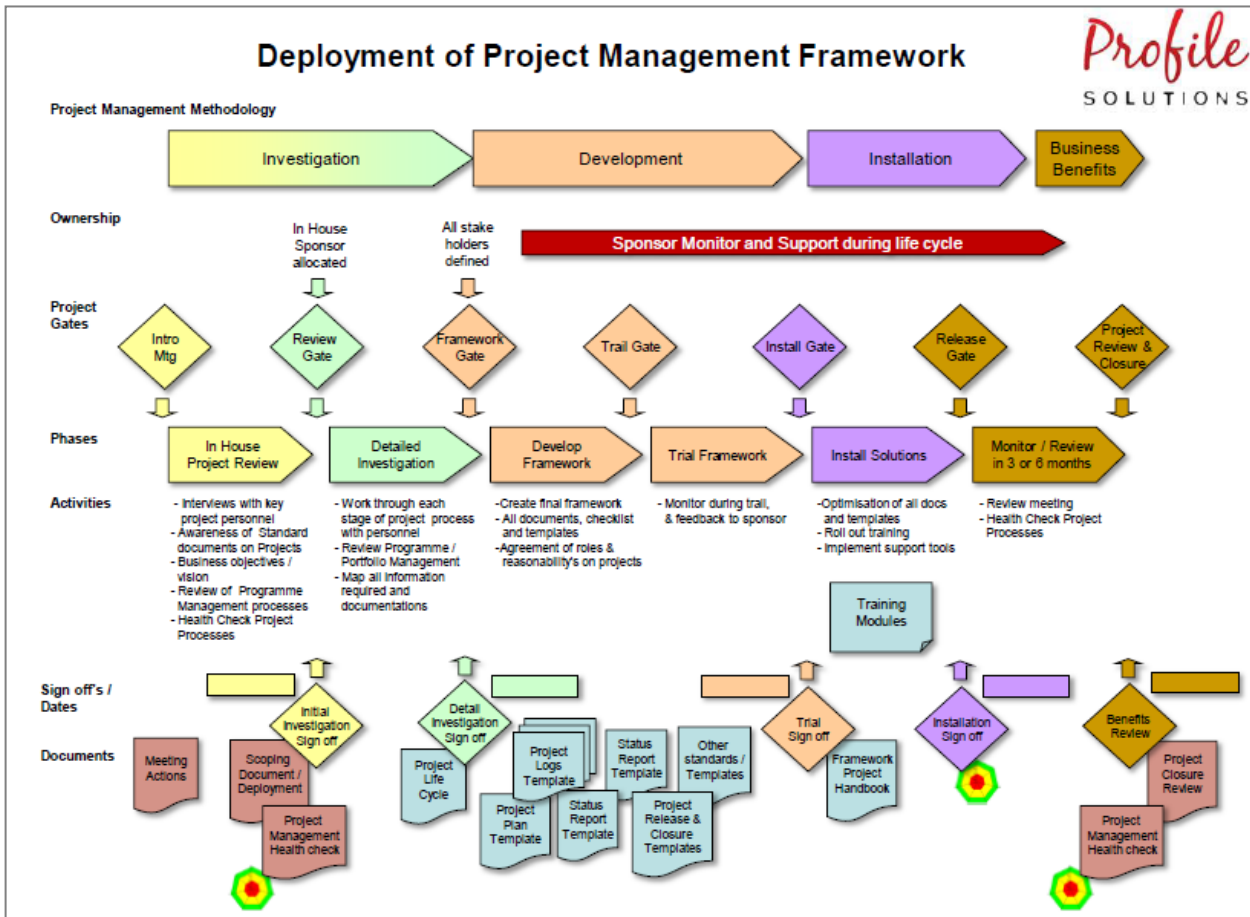 Deployment of Project Management Framework
Profile
SOLUTIONS
Project Management Methodology
Investigation
Development
Installation
Business
Benefits
Ownership
In House
Sponsor
allocated
All stake
holders
defined
Sponsor Monitor and Support during life cycle
Project
Gates
Intro
Mtg
Review
Gate
Framework
Gate
Trail Gate
Install Gate
Release
Gate
Project
Review &
Closure
Phases
In House
Project Review
Detailed
Investigation
Develop
Framework
Trial Framework
Install Solutions
Monitor / Review
in 3 or 6 months
Activities
- Interviews with key
project personnel
- Awareness of Standard
documents on Projects
- Business objectives /
vision
- Review of Programme
Management processes
- Health Check Project
Processes
- Work through each
stage of project process
with personnel
- Review Programme /
Portfolio Management
- Map all information
required and
documentations
-Create final framework
- All documents, checklist
and templates
-Agreement of roles &
reasonability's on projects
- Monitor during trail,
& feedback to sponsor
-Optimisation of all docs
and templates
- Roll out training
- Implement support tools
- Review meeting
- Health Check Project
Processes
Training
Modules
Sign off's /
Dates
Initial
Investigation
Sign off
Detail
Investigation
Sign off
Trial
Sign off
Installation
Sign off
Benefits
Review
Documents
Meeting
Actions
Scoping
Document /
Deployment
Project
Management
Health check
Project
Life
Cycle
Project
Logs
Template
Project
Plan
Template
Status
Report
Template
Status
Report
Template
Other
standards /
Templates
Project
Release &
Closure
Templates
Framework
Project
Handbook
Project
Closure
Review
Project
Management
Health check